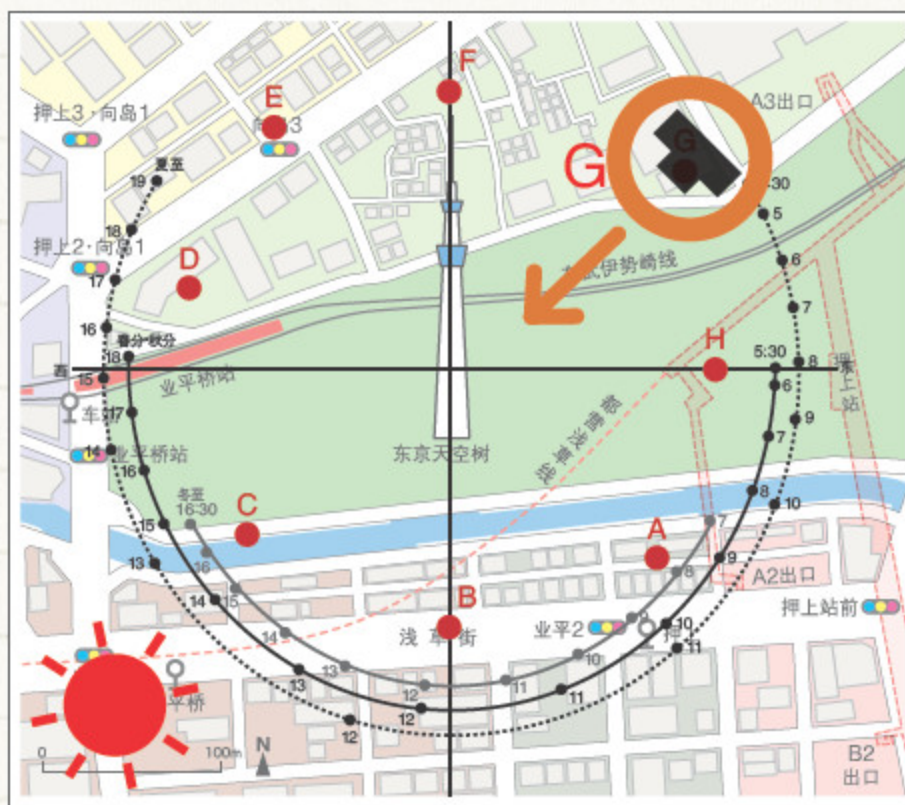 F
E
A3出口
押上3·向岛1
向岛3
夏至
19
G
G
:30
5
18
押上2·向岛1
东武伊势崎线
6
17
D
7
16
春分·秋分
H
5:30
18
8
西
东
15
业平桥站
6
押上站
都营浅草线
17
9
7
14
业平桥站
东京天空树
16
冬至
16:30
8
10
C
15
7
A
16
9
13
8
A2出口
15
14
B
9
10
业平2
押上站前
浅草街
14
11
13
10
13
12
11
11
12
12
平桥
0
100m
N
B2
出口